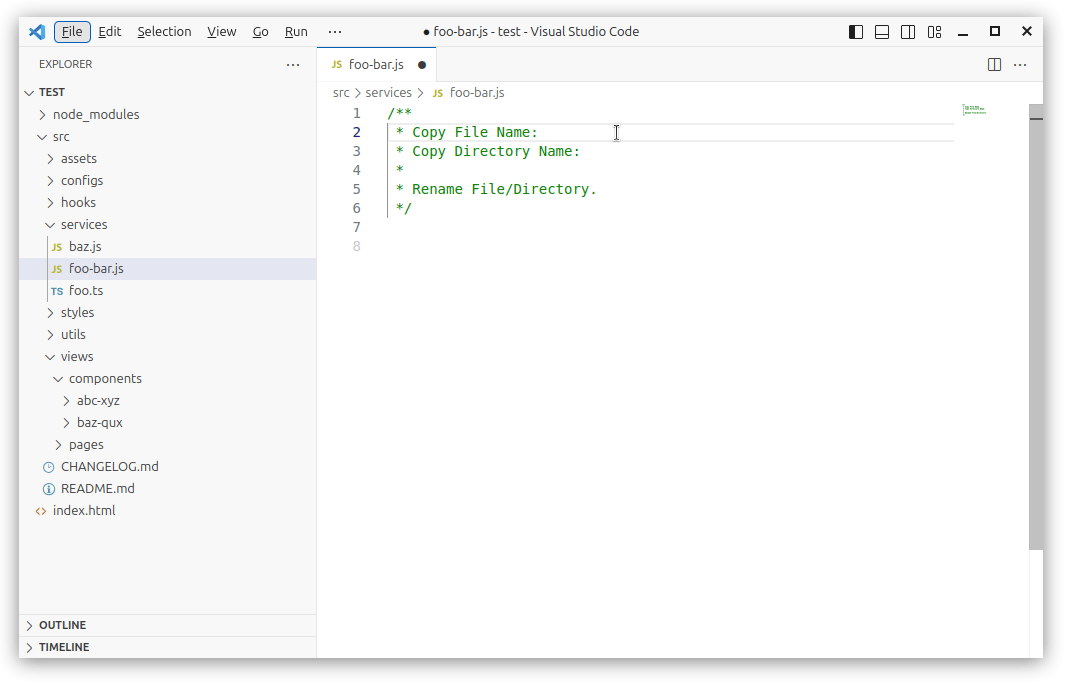 File Edit Selection View Go Run ··· ● foo-bar.js - test - Visual Studio Code
EXPLORER ···
TEST
node_modules
src
assets
configs
hooks
services
JS baz.js
JS foo-bar.js
TS foo.ts
styles
utils
views
components
abc-xyz
baz-qux
pages
CHANGELOG.md
README.md
<> index.html
OUTLINE
TIMELINE
JS foo-bar.js ● ···
src > services > JS foo-bar.js
1 /**
2 * Copy File Name:
3 * Copy Directory Name:
4 *
5 * Rename File/Directory.
6 */
7
8